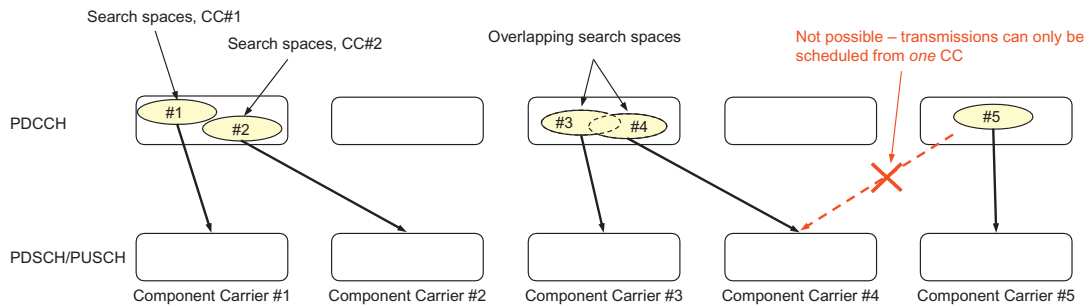 Search spaces, CC#1
Search spaces, CC#2
Overlapping search spaces
Not possible – transmissions can only be
scheduled from one CC
PDCCH
#1
#2
#3
#4
#5
PDSCH/PUSCH
Component Carrier #1
Component Carrier #2
Component Carrier #3
Component Carrier #4
Component Carrier #5